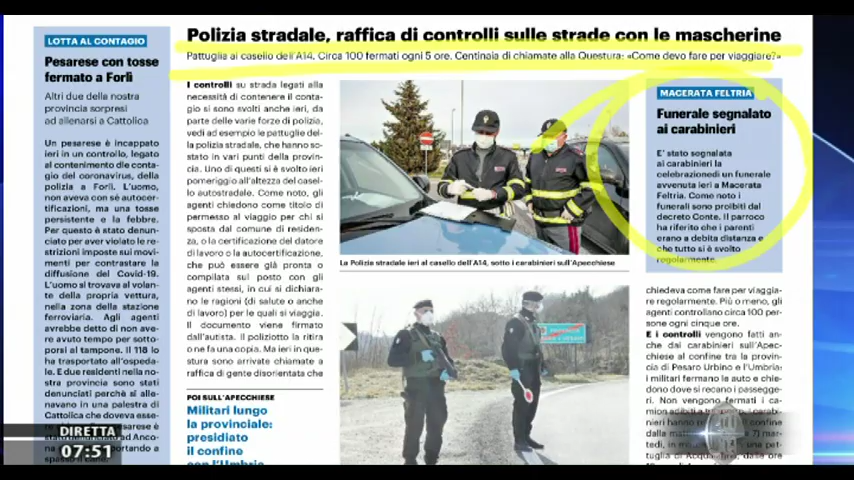 Polizia stradale, raffica di controlli sulle strade con le mascherine
Pattuglia al casello dell'A14. Circa 100 fermati ogni 5 ore. Centinaia di chiamate alla Questura: «Come devo fare per viaggiare?»
LOTTA AL CONTAGIO
Pesarese con tosse
fermato a Forlì
Altri due della nostra
provincia sorpresi
ad allenarsi a Cattolica
Un pesarese è incappato
ieri in un controllo, legato
al contenimento dle conta-
gio del coronavirus, della
polizia a Forlì. L'uomo,
non aveva con sé autocer-
tificazioni, ma una tosse
persistente e la febbre.
Per questo è stato denun-
ciato per aver violato le re-
strizioni imposte sui movi-
menti per contrastare la
diffusione del Covid-19.
L'uomo si trovava al volan-
te della propria vettura,
nella zona della stazione
ferroviaria. Agli agenti
avrebbe detto di non ave-
re avuto tempo per sotto-
porsi al tampone. Il 118 lo
ha trasportato all'ospeda-
le. E due residenti nella no-
stra provincia sono stati
denunciati perchè si alle-
navano in una palestra di
Cattolica che doveva esse-
I controlli su strada legati alla
necessità di contenere il conta-
gio si sono svolti anche ieri, da
parte delle varie forze di polizia,
vedi ad esempio le pattuglie del-
la polizia stradale, che hanno so-
stato in vari punti della provin-
cia. Uno di questi si è svolto ieri
pomeriggio all'altezza del casel-
lo autostradale. Come noto, gli
agenti chiedono come titolo di
permesso al viaggio per chi si
sposta dal comune di residen-
za, o la certificazione del datore
di lavoro o la autocertificazione,
che può essere già pronta o
compilata sul posto con gli
agenti stessi, in cui si dichiara-
no le ragioni (di salute o anche
di lavoro) per le quali si viaggia.
Il documento viene firmato
dall'autista. Il poliziotto la ritira
o ne fa una copia. Ma ieri in que-
stura sono arrivate chiamate a
raffica di gente disorientata che
POI SULL'APECCHIESE
Militari lungo
la provinciale:
presidiato
il confine
con l'Umbria
La Polizia stradale ieri al casello dell'A14, sotto i carabinieri sull'Apecchiese
MACERATA FELTRIA
Funerale segnalato
ai carabinieri
E' stato segnalata
ai carabinieri la
celebrazionedi un funerale
avvenuta ieri a Macerata
Feltria. Come noto i
funerali sono proibiti dal
decreto Conte. Il parroco
ha riferito che i parenti
erano a debita distanza e
che tutto si è svolto
regolarmente.
chiedeva come fare per viaggia-
re regolarmente. Più o meno, gli
agenti controllano circa 100 per-
sone ogni cinque ore.
E i controlli vengono fatti an-
che dai carabinieri sull'Apec-
chiese al confine tra la provin-
cia di Pesaro Urbino e l'Umbria:
i militari fermano le auto e chie-
dono dove si recano i passegge-
ri. Non vengono fermati i ca-
DIRETTA
07:51